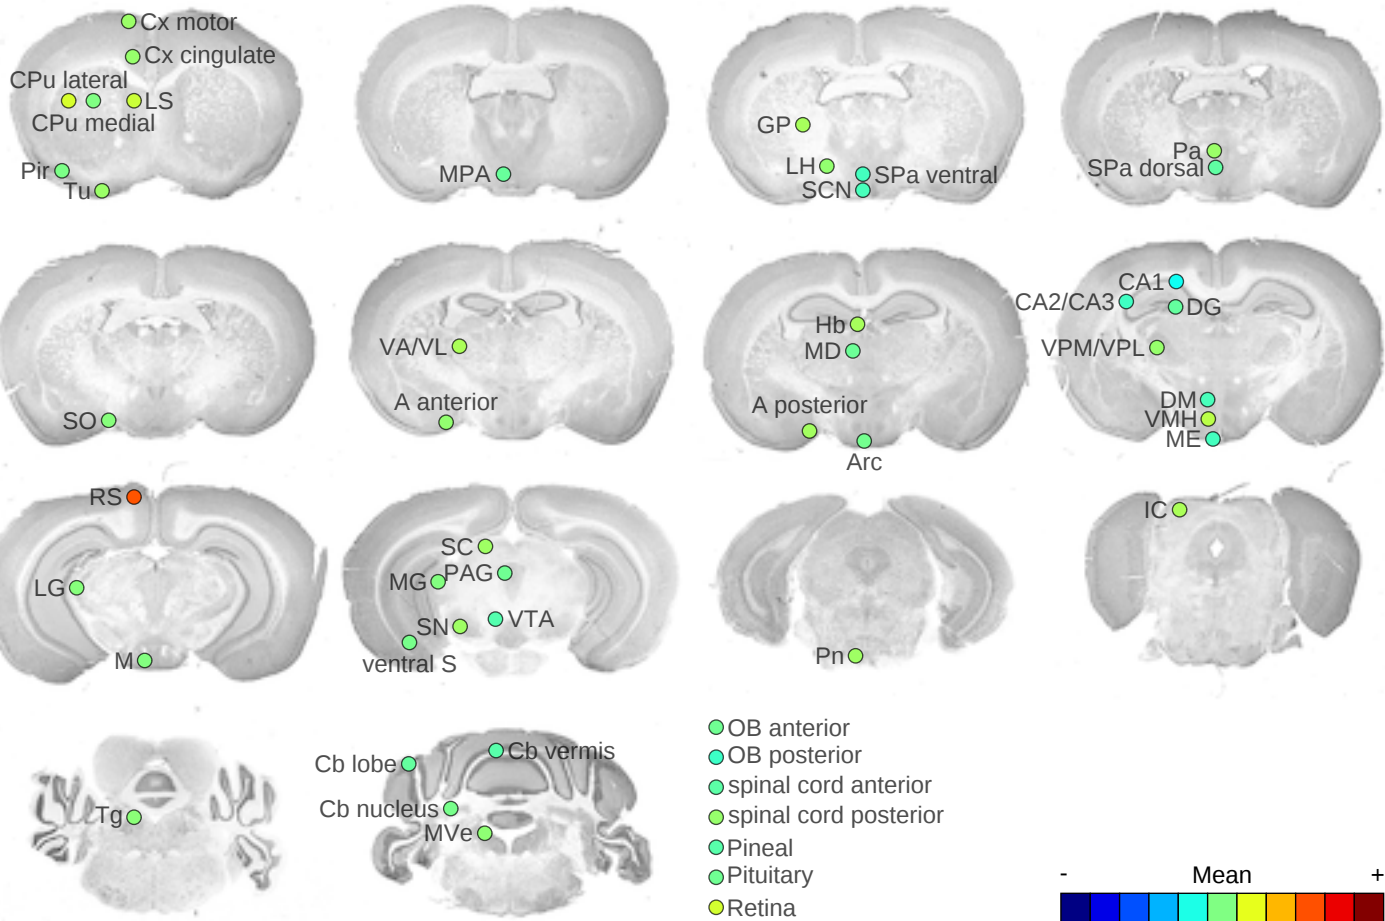 Cx motor
Cx cingulate
CPu lateral
LS
CPu medial
Pir
Tu
MPA
GP
LH
SPa ventral
SCN
Pa
SPa dorsal
SO
VA/VL
A anterior
Hb
MD
A posterior
Arc
CA1
CA2/CA3
DG
VPM/VPL
DM
VMH
ME
RS
LG
M
SC
MG
PAG
SN
VTA
ventral S
Pn
IC
Tg
Cb lobe
Cb vermis
Cb nucleus
MVe
OB anterior
OB posterior
spinal cord anterior
spinal cord posterior
Pineal
Pituitary
Retina
- Mean +